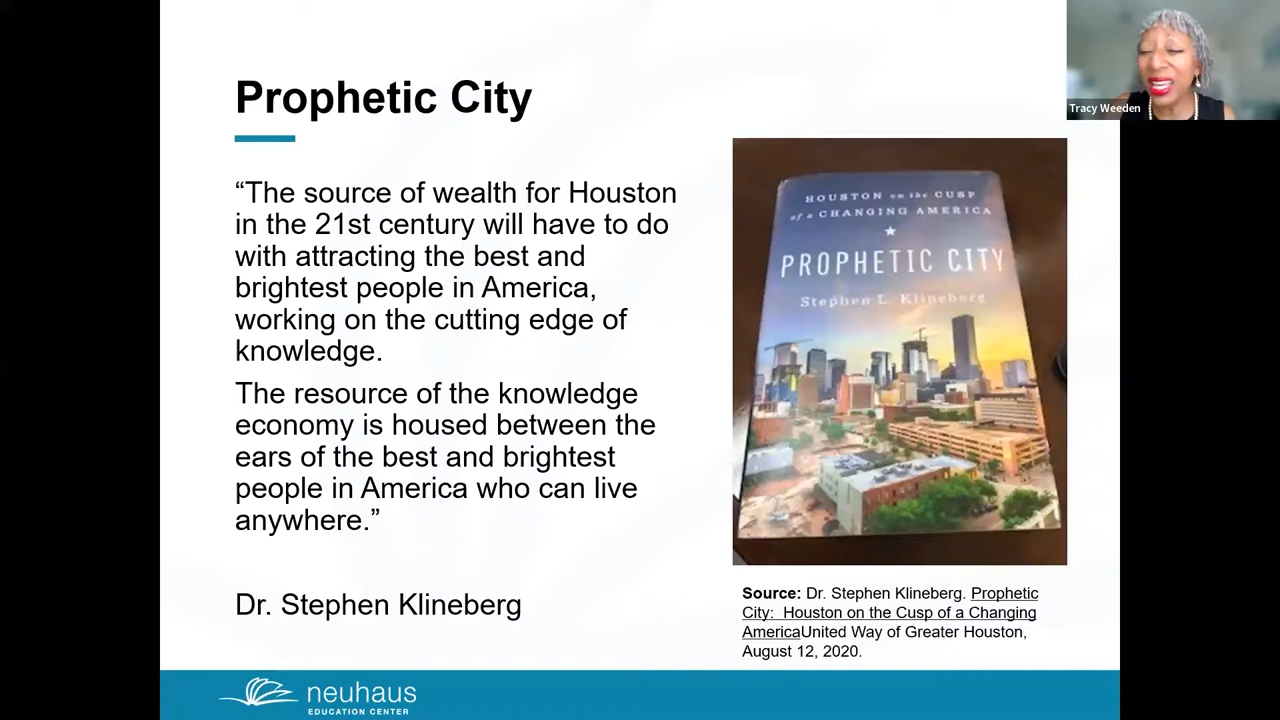 Prophetic City
“The source of wealth for Houston
in the 21st century will have to do
with attracting the best and
brightest people in America,
working on the cutting edge of
knowledge.
The resource of the knowledge
economy is housed between the
ears of the best and brightest
people in America who can live
anywhere.”
Dr. Stephen Klineberg
HOUSTON on the CUSP
of a CHANGING AMERICA
PROPHETIC CITY
Stephen L. Klineberg
Source: Dr. Stephen Klineberg. Prophetic
City:  Houston on the Cusp of a Changing
AmericaUnited Way of Greater Houston,
August 12, 2020.
neuhaus
EDUCATION CENTER
Tracy Weeden